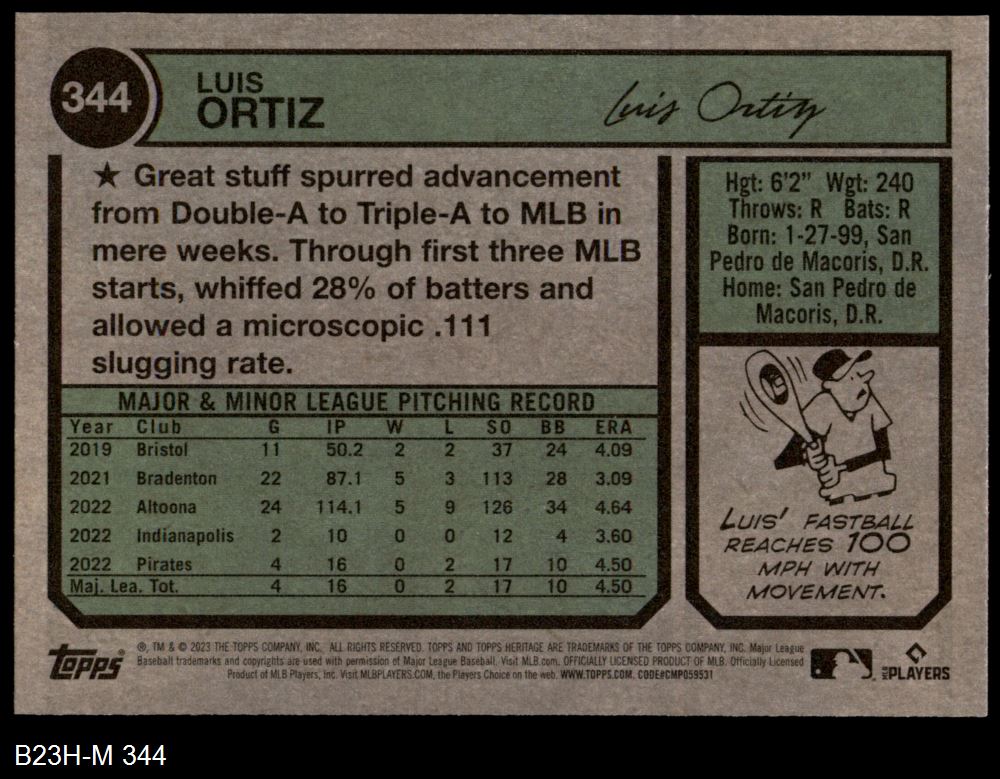 344
LUIS
ORTIZ
Luis Ortiz
★ Great stuff spurred advancement
from Double-A to Triple-A to MLB in
mere weeks. Through first three MLB
starts, whiffed 28% of batters and
allowed a microscopic .111
slugging rate.
Hgt: 6'2" Wgt: 240
Throws: R Bats: R
Born: 1-27-99, San
Pedro de Macoris, D.R.
Home: San Pedro de
Macoris, D.R.
MAJOR & MINOR LEAGUE PITCHING RECORD
Year Club G IP W L SO BB ERA
2019 Bristol 11 50.2 2 2 37 24 4.09
2021 Bradenton 22 87.1 5 3 113 28 3.09
2022 Altoona 24 114.1 5 9 126 34 4.64
2022 Indianapolis 2 10 0 0 12 4 3.60
2022 Pirates 4 16 0 2 17 10 4.50
Maj. Lea. Tot. 4 16 0 2 17 10 4.50
LUIS' FASTBALL
REACHES 100
MPH WITH
MOVEMENT.
topps
®, TM & © 2023 THE TOPPS COMPANY, INC. ALL RIGHTS RESERVED. TOPPS AND TOPPS HERITAGE ARE TRADEMARKS OF THE TOPPS COMPANY, INC. Major League
Baseball trademarks and copyrights are used with permission of Major League Baseball. Visit MLB.com. OFFICIALLY LICENSED PRODUCT OF MLB. Officially Licensed
Product of MLB Players, Inc. Visit MLBPLAYERS.COM, the Players Choice on the web. WWW.TOPPS.COM. CODE#CMP059531
PLAYERS
B23H-M 344